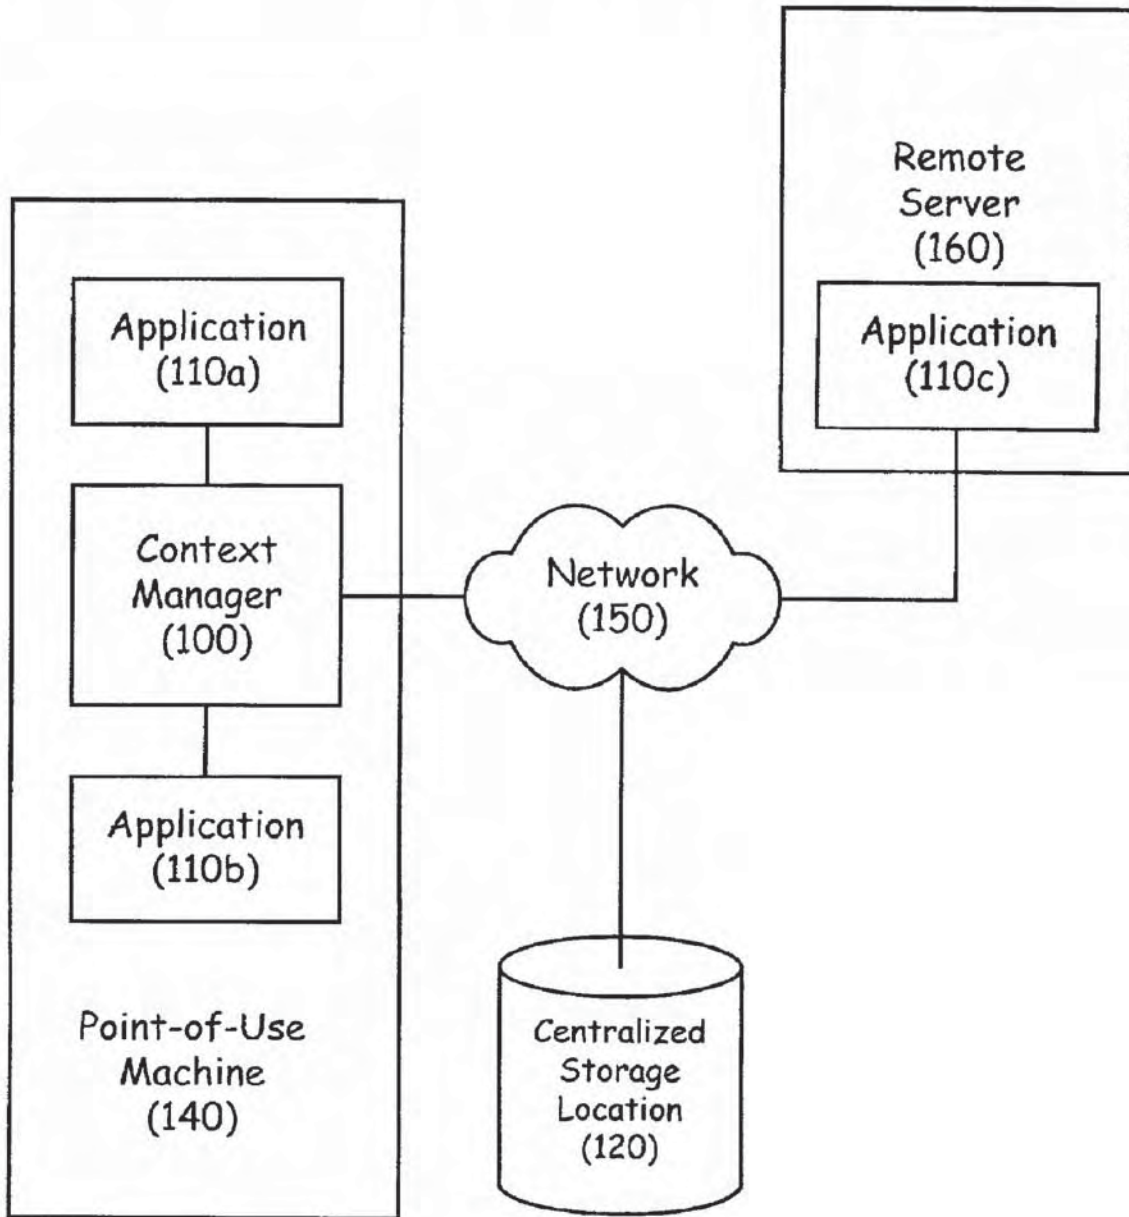 Remote
Server
(160)
Application
(110c)
Application
(110a)
Context
Manager
(100)
Application
(110b)
Point-of-Use
Machine
(140)
Network
(150)
Centralized
Storage
Location
(120)